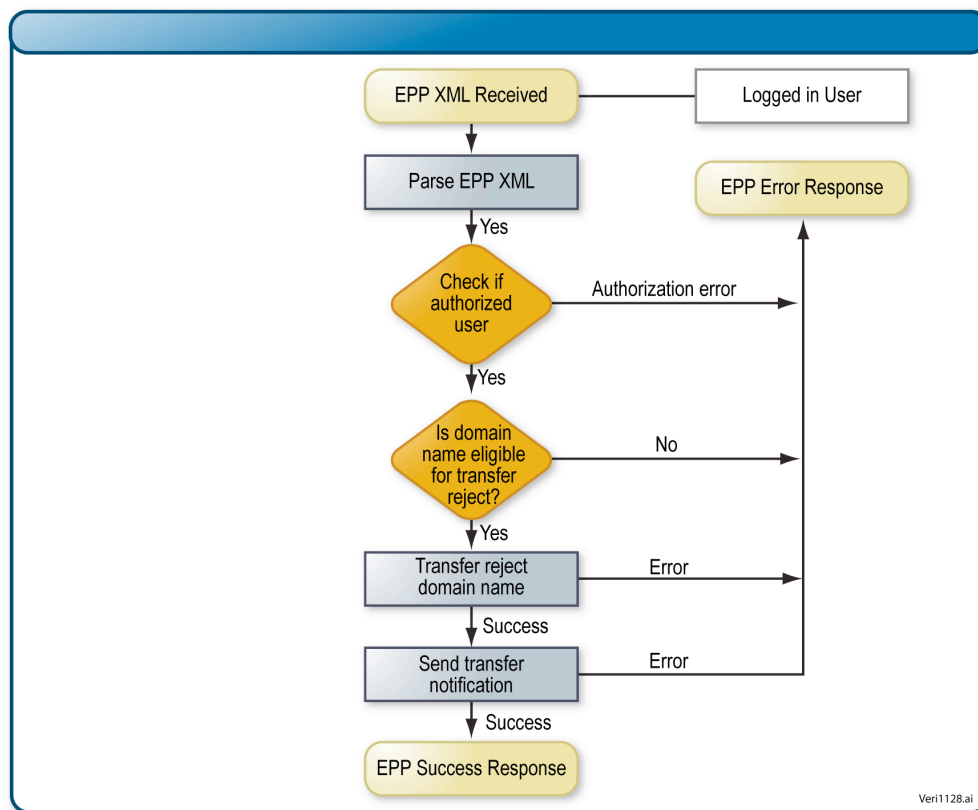 EPP XML Received
Logged in User
Parse EPP XML
EPP Error Response
Yes
Check if
authorized
user
Authorization error
Yes
Is domain
name eligible
for transfer
reject?
No
Yes
Transfer reject
domain name
Error
Success
Send transfer
notification
Error
Success
EPP Success Response
Veri1128.ai